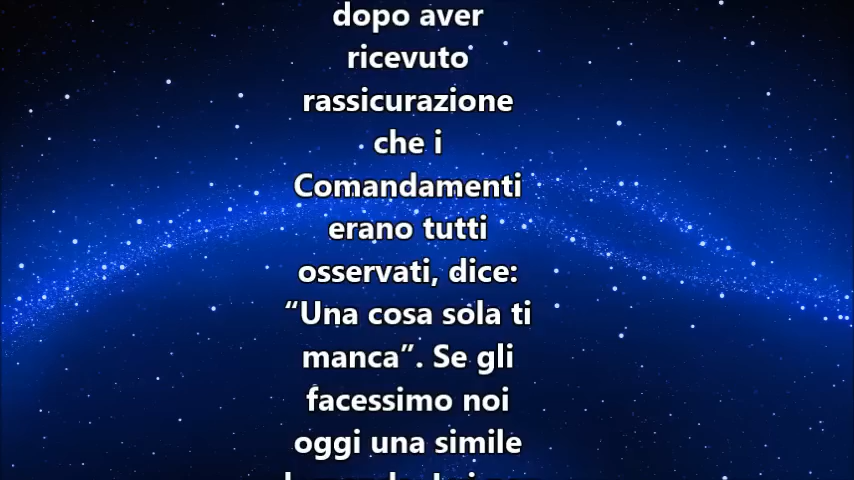 dopo aver
ricevuto
rassicurazione
che i
Comandamenti
erano tutti
osservati, dice:
“Una cosa sola ti
manca”. Se gli
facessimo noi
oggi una simile